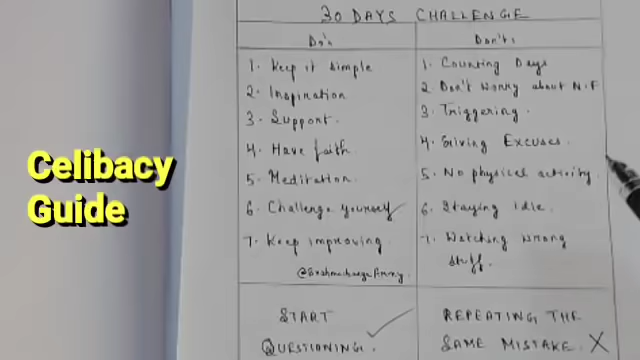 30 DAYS CHALLENGE
Do's
1. Keep it simple
2. Inspiration
3. Support.
4. Have faith.
5. Meditation.
6. Challenge yourself
7. Keep improving.
START
QUESTIONING.
Don'ts
1. Counting Days
2. Don't worry about N.F
3. Triggering.
4. Giving Excuses.
5. No physical activity.
6. Staying idle.
7. Watching wrong
stuff.
REPEATING THE
SAME MISTAKE. X
Celibacy
Guide